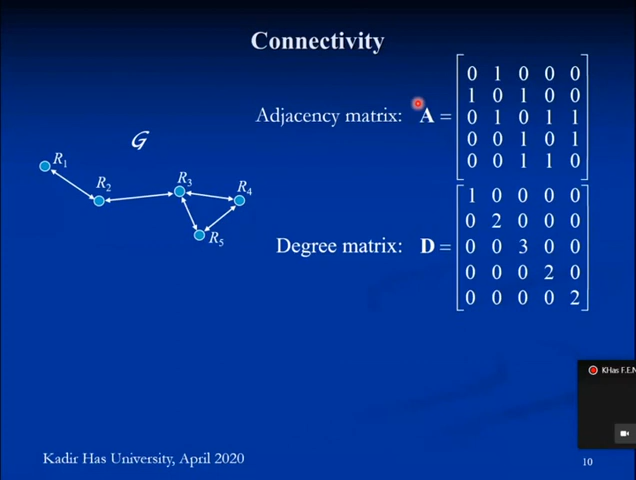 Connectivity
Adjacency matrix: A =
0 1 0 0 0
1 0 1 0 0
0 1 0 1 1
0 0 1 0 1
0 0 1 1 0
G
R1
R2
R3
R4
R5
Degree matrix: D =
1 0 0 0 0
0 2 0 0 0
0 0 3 0 0
0 0 0 2 0
0 0 0 0 2
KHas F.E.N
Kadir Has University, April 2020
10